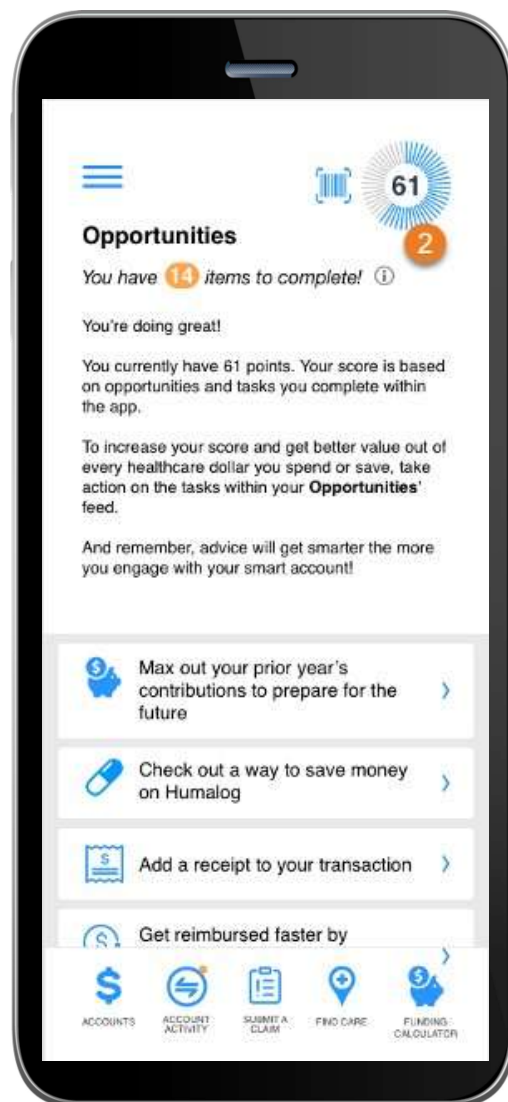 61
2
Opportunities
You have 14 items to complete!
You're doing great!
You currently have 61 points. Your score is based
on opportunities and tasks you complete within
the app.
To increase your score and get better value out of
every healthcare dollar you spend or save, take
action on the tasks within your Opportunities'
feed.
And remember, advice will get smarter the more
you engage with your smart account!
Max out your prior year's
contributions to prepare for the
future
Check out a way to save money
on Humalog
Add a receipt to your transaction
Get reimbursed faster by
ACCOUNTS
ACCOUNT
ACTIVITY
SUBMIT A
CLAIM
FIND CARE
FUNDING
CALCULATOR